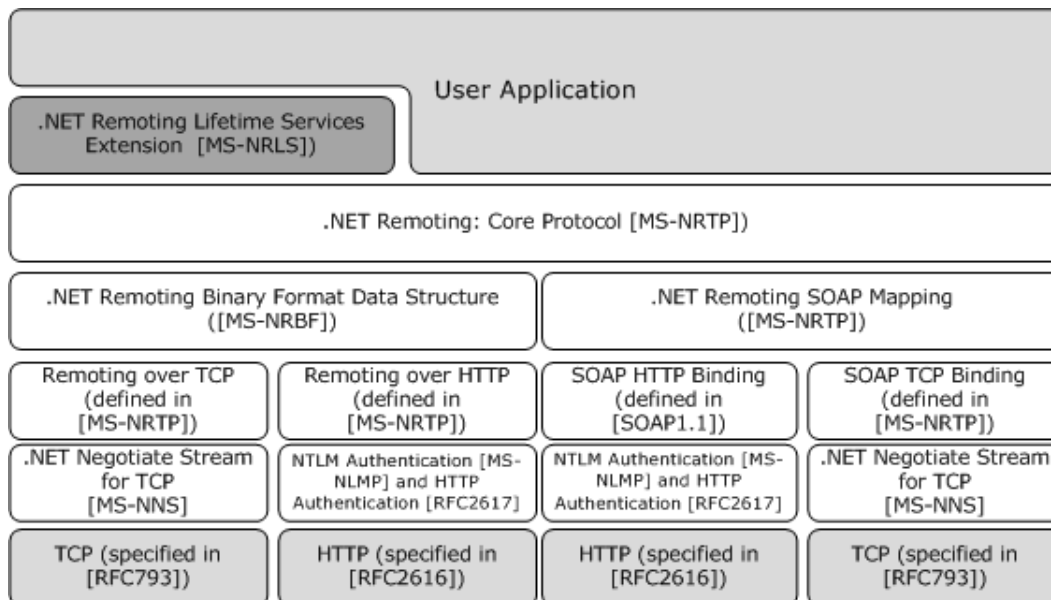 User Application
.NET Remoting Lifetime Services
Extension  [MS-NRLS])
.NET Remoting: Core Protocol [MS-NRTP])
.NET Remoting Binary Format Data Structure
([MS-NRBF])
.NET Remoting SOAP Mapping
([MS-NRTP])
Remoting over TCP
(defined in
[MS-NRTP])
Remoting over HTTP
(defined in
[MS-NRTP])
SOAP HTTP Binding
(defined in
[SOAP1.1])
SOAP TCP Binding
(defined in
[MS-NRTP])
.NET Negotiate Stream
for TCP
[MS-NNS]
NTLM Authentication [MS-
NLMP] and HTTP
Authentication [RFC2617]
NTLM Authentication [MS-
NLMP] and HTTP
Authentication [RFC2617]
.NET Negotiate Stream
for TCP
[MS-NNS]
TCP (specified in
[RFC793])
HTTP (specified in
[RFC2616])
HTTP (specified in
[RFC2616])
TCP (specified in
[RFC793])